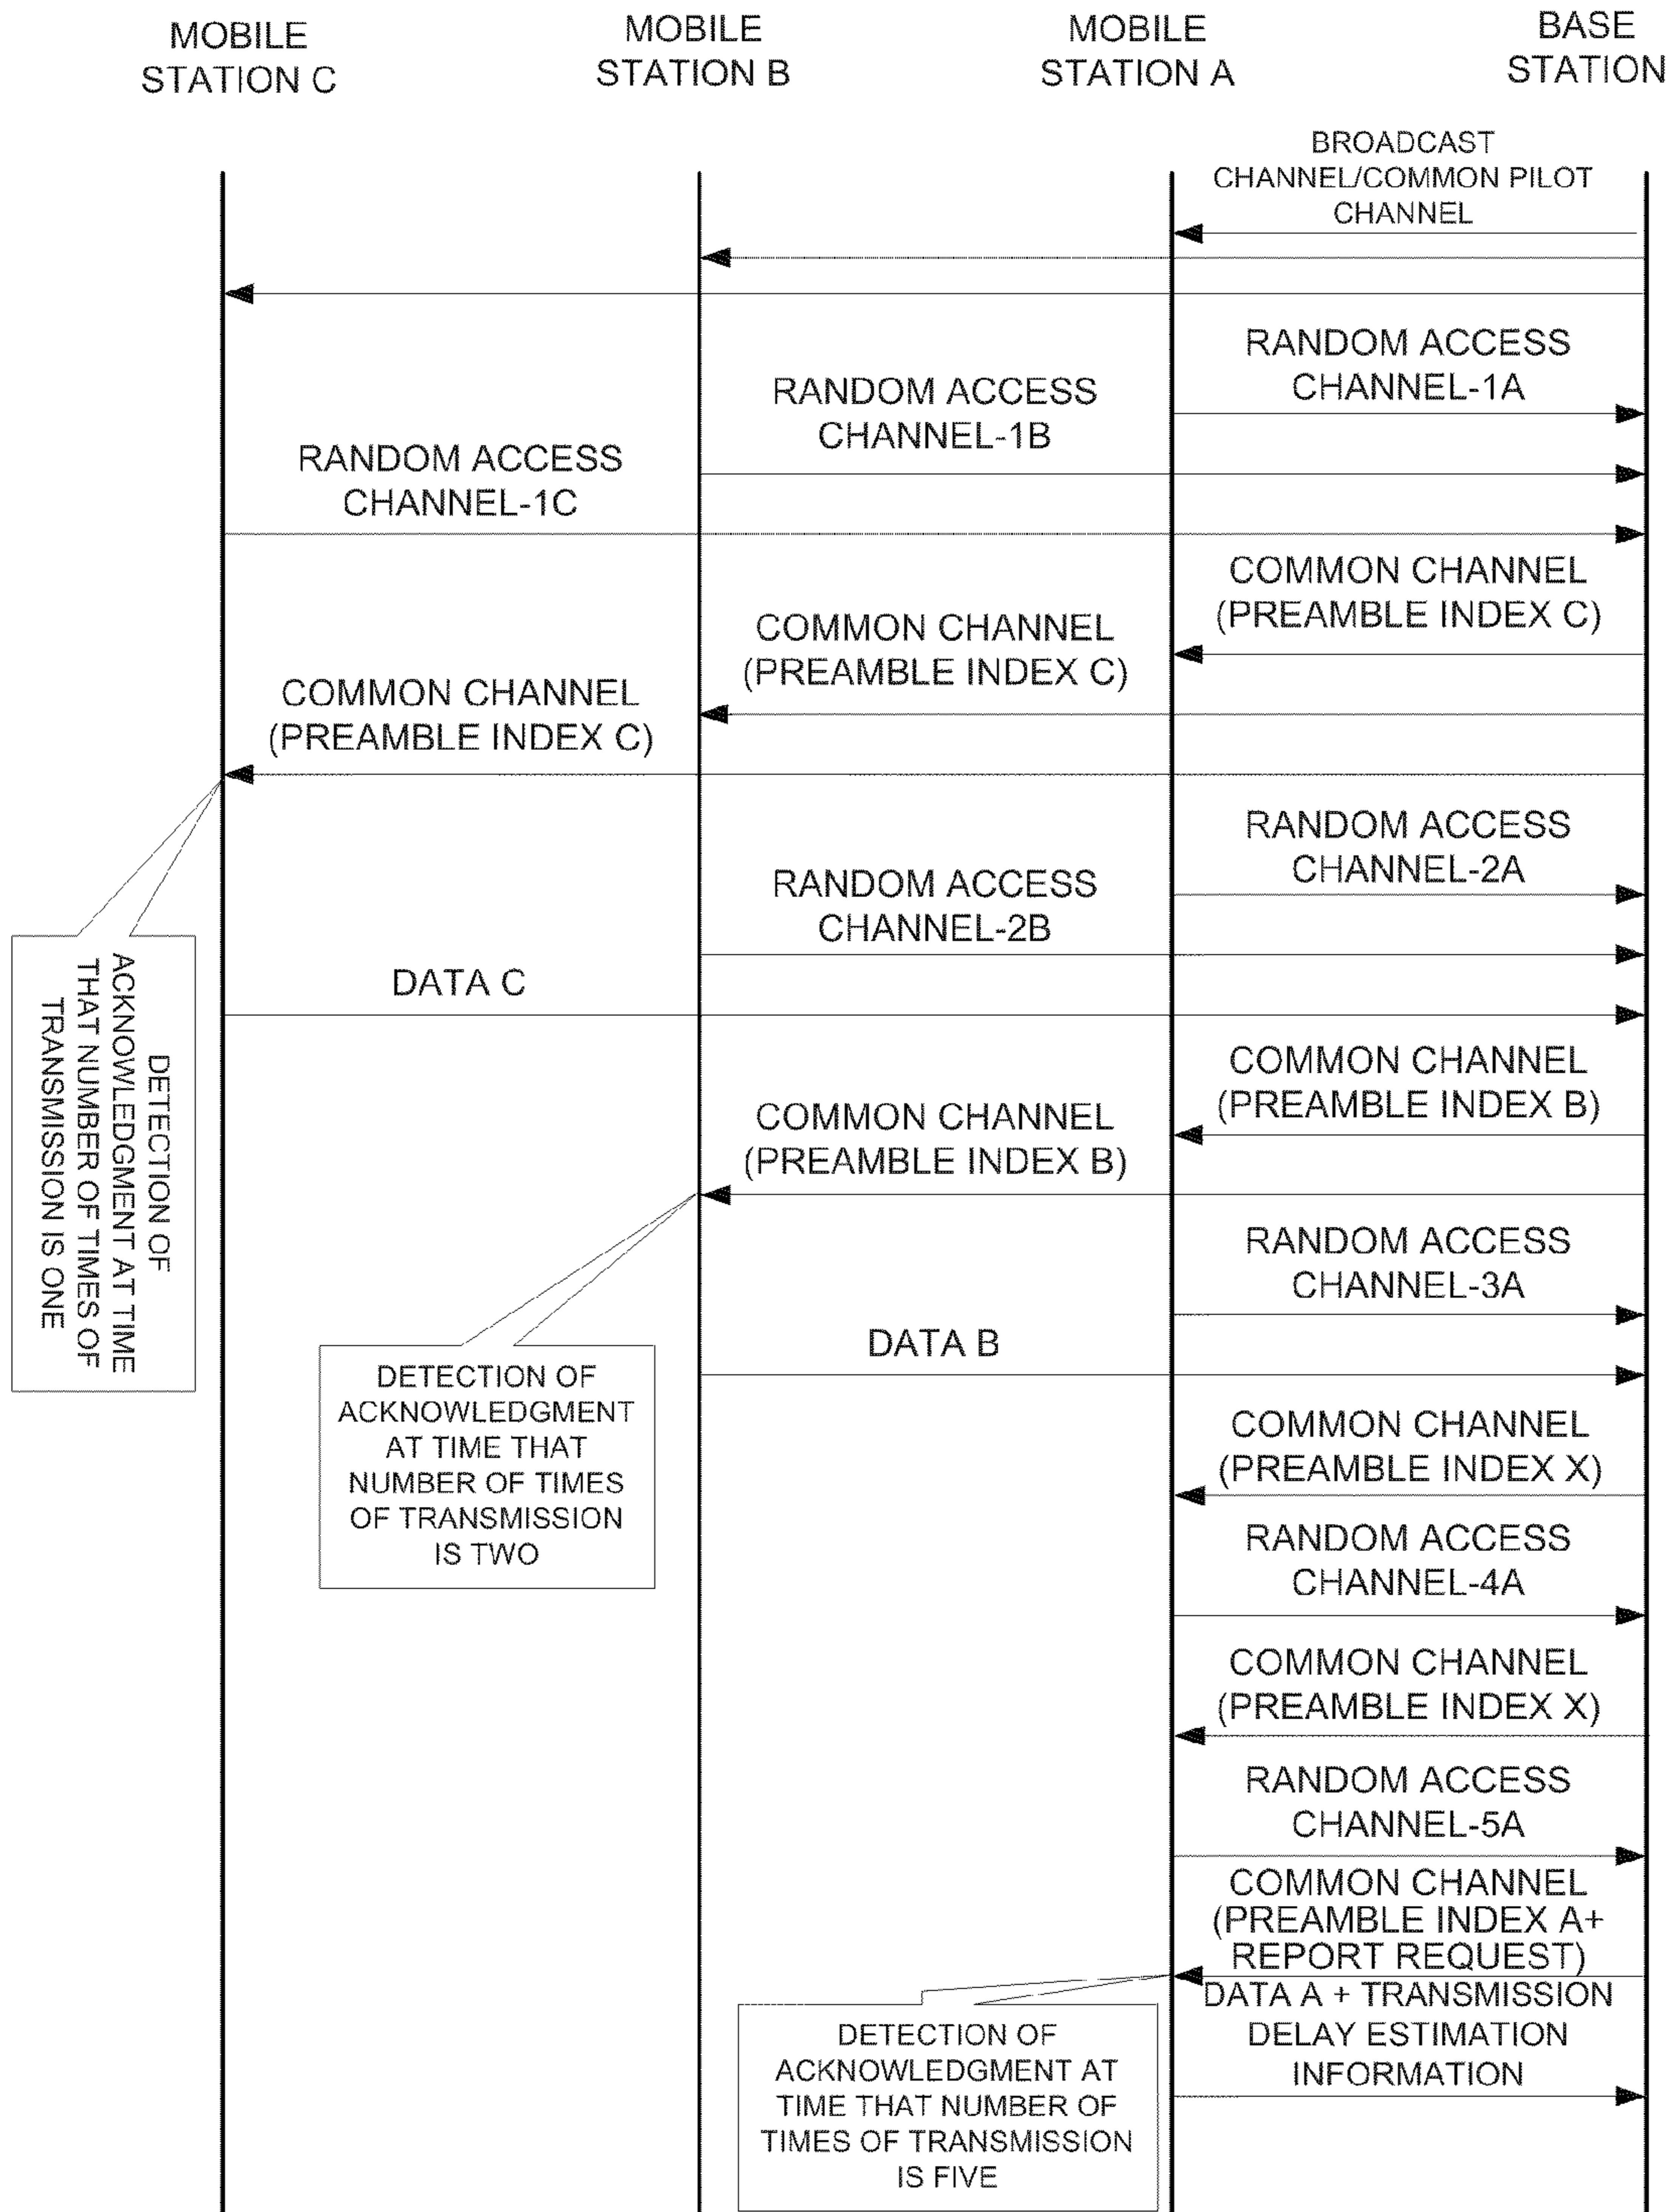 MOBILE
STATION C
MOBILE
STATION B
MOBILE
STATION A
BASE
STATION
BROADCAST
CHANNEL/COMMON PILOT
CHANNEL
RANDOM ACCESS
CHANNEL-1A
RANDOM ACCESS
CHANNEL-1B
RANDOM ACCESS
CHANNEL-1C
COMMON CHANNEL
(PREAMBLE INDEX C)
COMMON CHANNEL
(PREAMBLE INDEX C)
COMMON CHANNEL
(PREAMBLE INDEX C)
RANDOM ACCESS
CHANNEL-2A
RANDOM ACCESS
CHANNEL-2B
DATA C
DETECTION OF
ACKNOWLEDGMENT AT TIME
THAT NUMBER OF TIMES OF
TRANSMISSION IS ONE
COMMON CHANNEL
(PREAMBLE INDEX B)
COMMON CHANNEL
(PREAMBLE INDEX B)
RANDOM ACCESS
CHANNEL-3A
DATA B
DETECTION OF
ACKNOWLEDGMENT
AT TIME THAT
NUMBER OF TIMES
OF TRANSMISSION
IS TWO
COMMON CHANNEL
(PREAMBLE INDEX X)
RANDOM ACCESS
CHANNEL-4A
COMMON CHANNEL
(PREAMBLE INDEX X)
RANDOM ACCESS
CHANNEL-5A
COMMON CHANNEL
(PREAMBLE INDEX A+
REPORT REQUEST)
DATA A + TRANSMISSION
DELAY ESTIMATION
INFORMATION
DETECTION OF
ACKNOWLEDGMENT AT
TIME THAT NUMBER OF
TIMES OF TRANSMISSION
IS FIVE